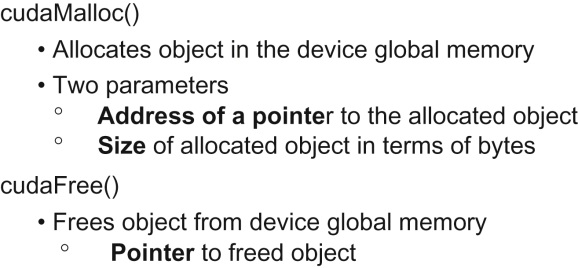 cudaMalloc()
• Allocates object in the device global memory
• Two parameters
○ Address of a pointer to the allocated object
○ Size of allocated object in terms of bytes
cudaFree()
• Frees object from device global memory
○ Pointer to freed object